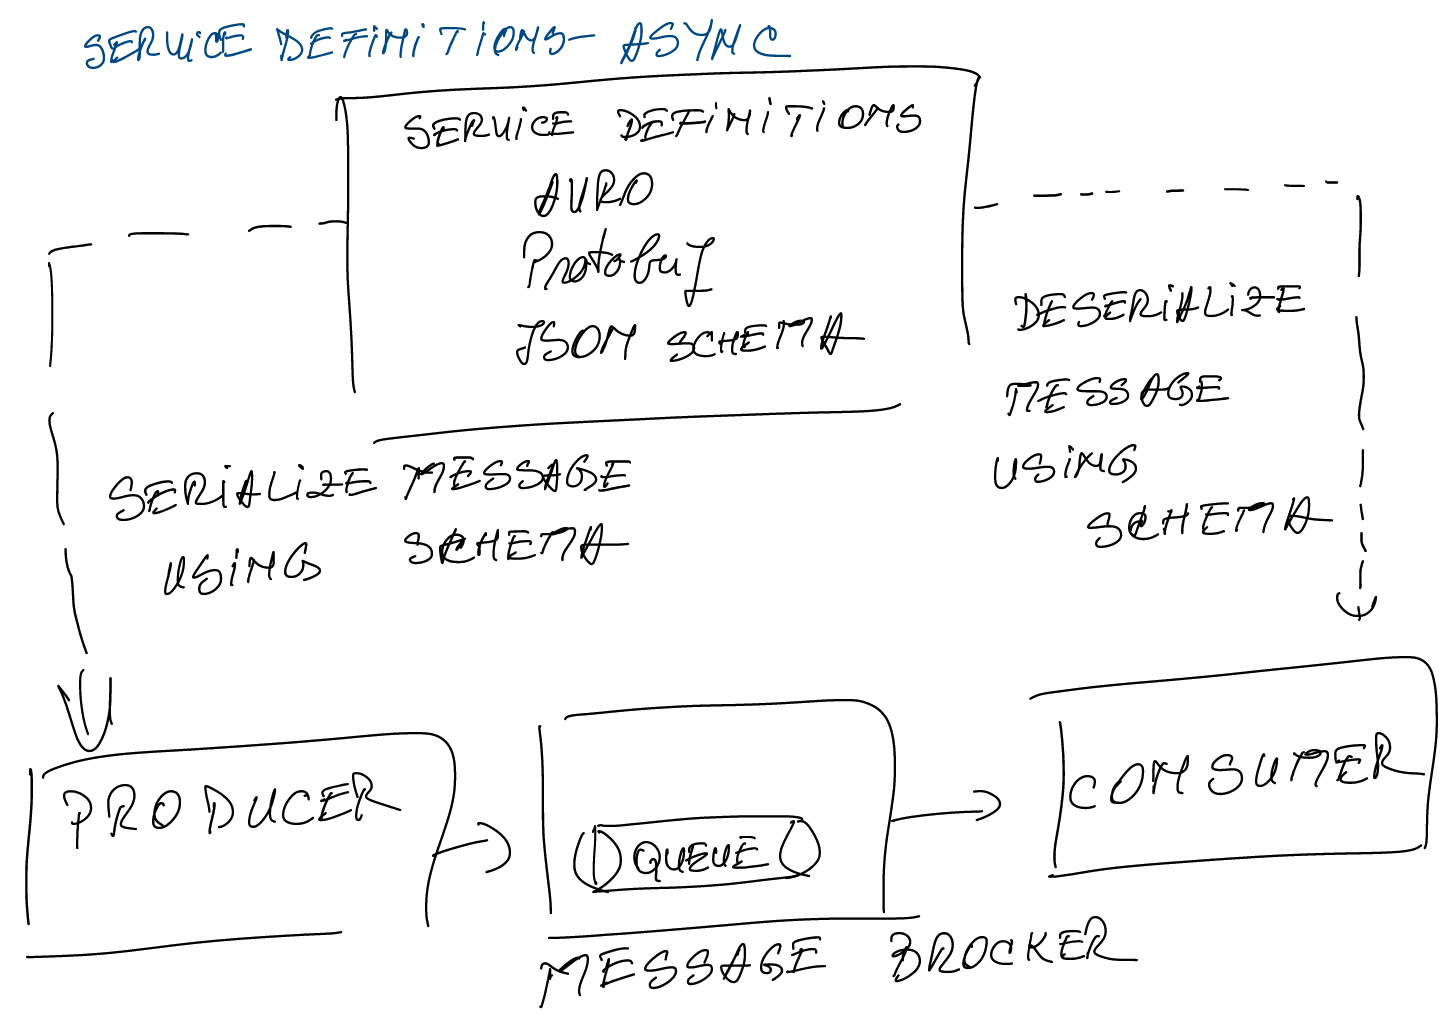 SERVICE DEFINITIONS - ASYNC
SERVICE DEFINITIONS
AVRO
Protobuf
JSON SCHEMA
DESERIALIZE
MESSAGE
USING
SCHEMA
SERIALIZE MESSAGE
USING SCHEMA
PRODUCER
QUEUE
CONSUMER
MESSAGE BROCKER